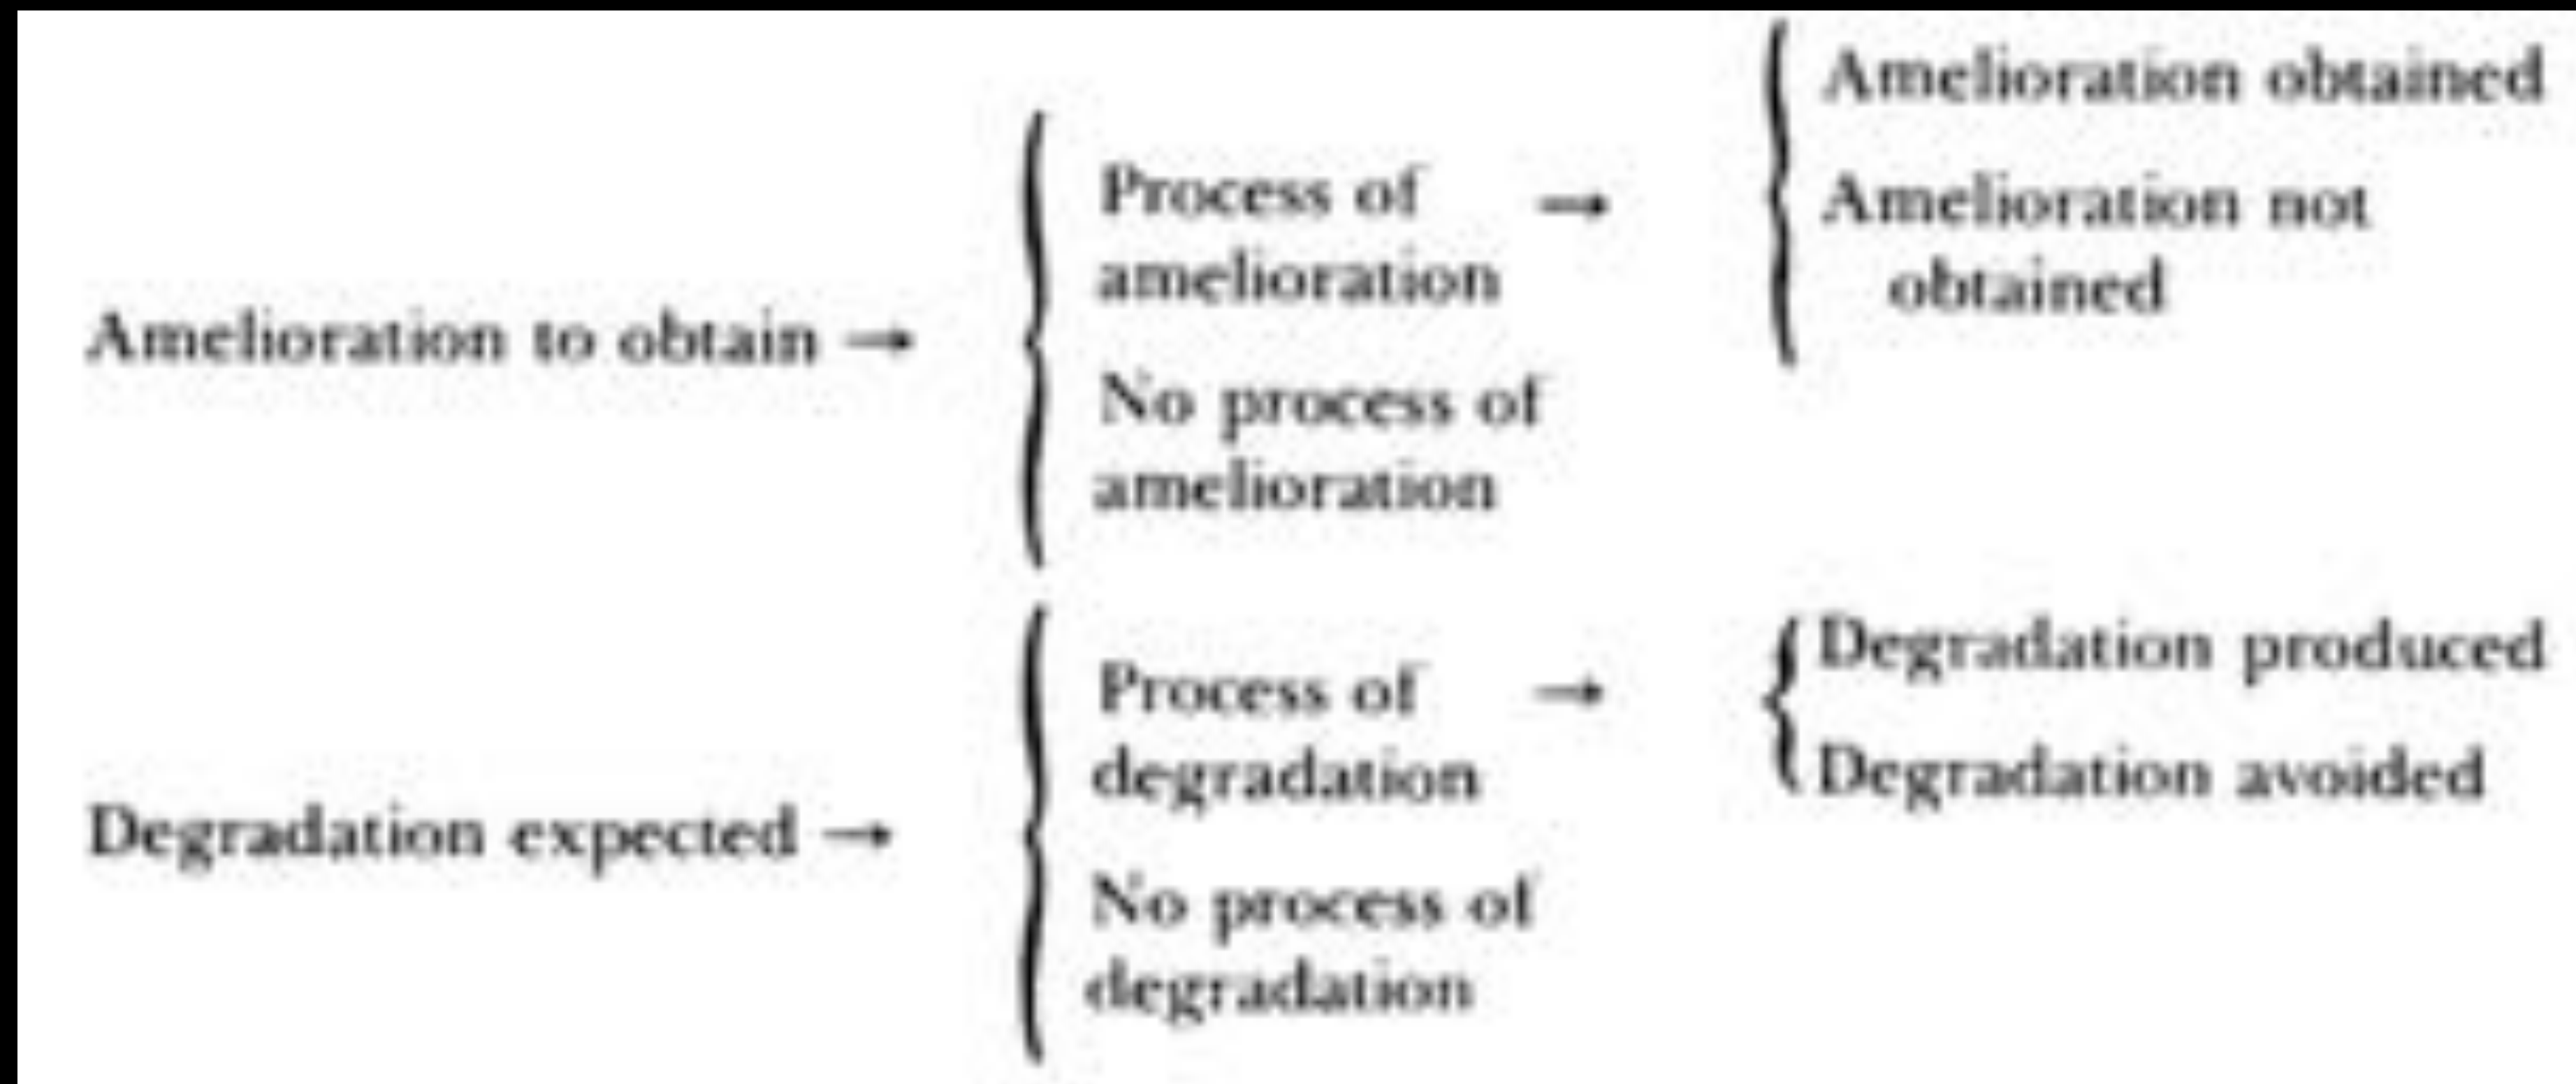 Amelioration to obtain →
Process of →
amelioration
Amelioration obtained
Amelioration not
obtained
No process of
amelioration
Degradation expected →
Process of →
degradation
Degradation produced
Degradation avoided
No process of
degradation